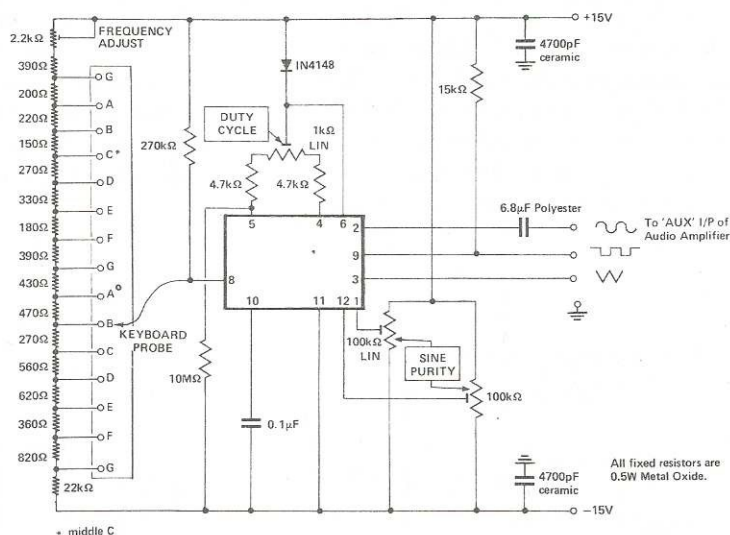 +15V
2.2kΩ
FREQUENCY
ADJUST
390Ω
G
200Ω
A
220Ω
B
150Ω
C*
270Ω
D
330Ω
E
180Ω
F
390Ω
G
430Ω
A°
470Ω
B
KEYBOARD
PROBE
270Ω
C
560Ω
D
620Ω
E
360Ω
F
820Ω
G
22kΩ
* middle C
IN4148
DUTY
CYCLE
1kΩ
LIN
270kΩ
4.7kΩ
4.7kΩ
5
4
6
2
8
9
3
10
11
12
1
10MΩ
0.1μF
4700pF
ceramic
15kΩ
6.8μF Polyester
To 'AUX' I/P of
Audio Amplifier
100kΩ
LIN
SINE
PURITY
100kΩ
4700pF
ceramic
All fixed resistors are
0.5W Metal Oxide.
−15V